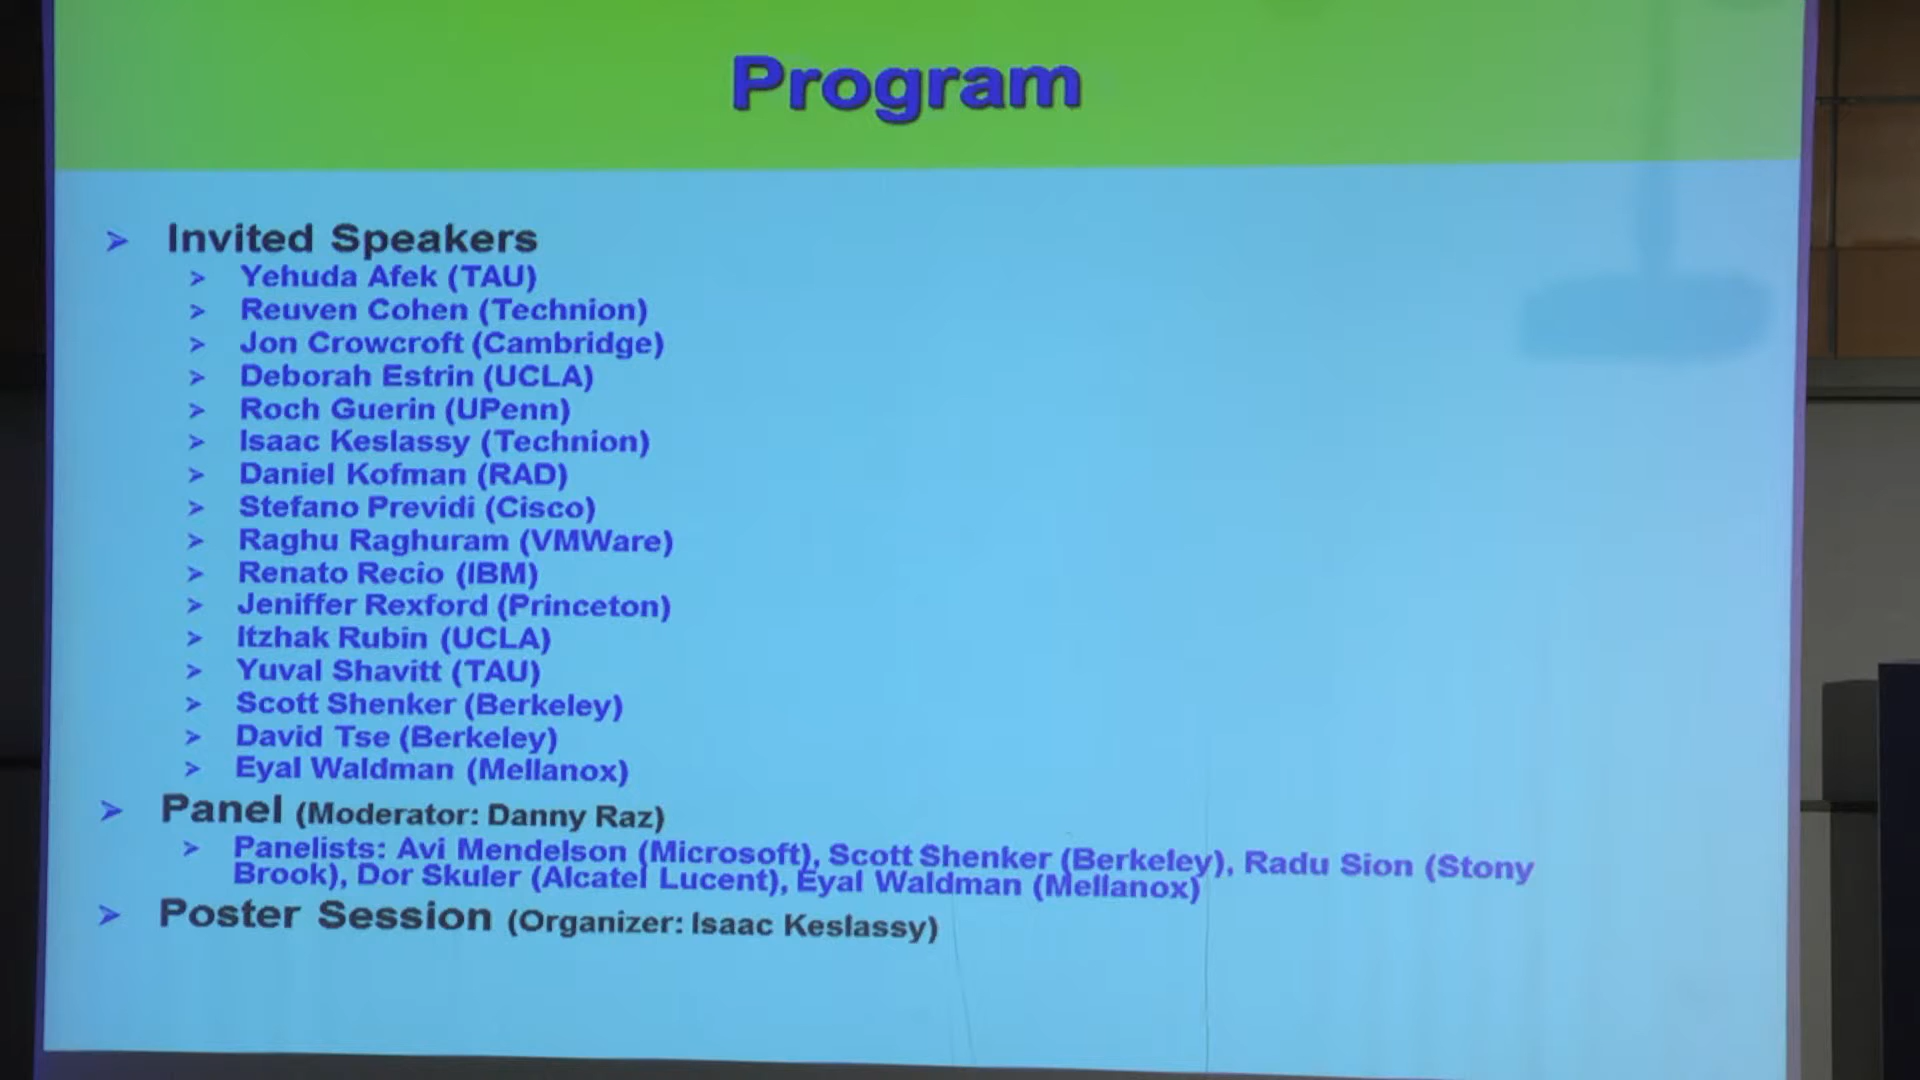 Program
Invited Speakers
Yehuda Afek (TAU)
Reuven Cohen (Technion)
Jon Crowcroft (Cambridge)
Deborah Estrin (UCLA)
Roch Guerin (UPenn)
Isaac Keslassy (Technion)
Daniel Kofman (RAD)
Stefano Previdi (Cisco)
Raghu Raghuram (VMWare)
Renato Recio (IBM)
Jeniffer Rexford (Princeton)
Itzhak Rubin (UCLA)
Yuval Shavitt (TAU)
Scott Shenker (Berkeley)
David Tse (Berkeley)
Eyal Waldman (Mellanox)
Panel (Moderator: Danny Raz)
Panelists: Avi Mendelson (Microsoft), Scott Shenker (Berkeley), Radu Sion (Stony
Brook), Dor Skuler (Alcatel Lucent), Eyal Waldman (Mellanox)
Poster Session (Organizer: Isaac Keslassy)